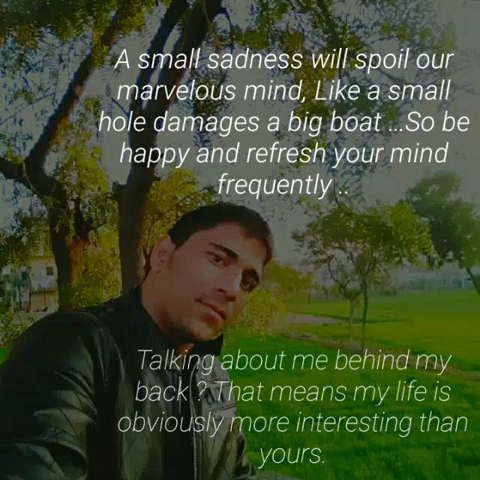 A small sadness will spoil our
marvelous mind, Like a small
hole damages a big boat ...So be
happy and refresh your mind
frequently ..
Talking about me behind my
back ? That means my life is
obviously more interesting than
yours.